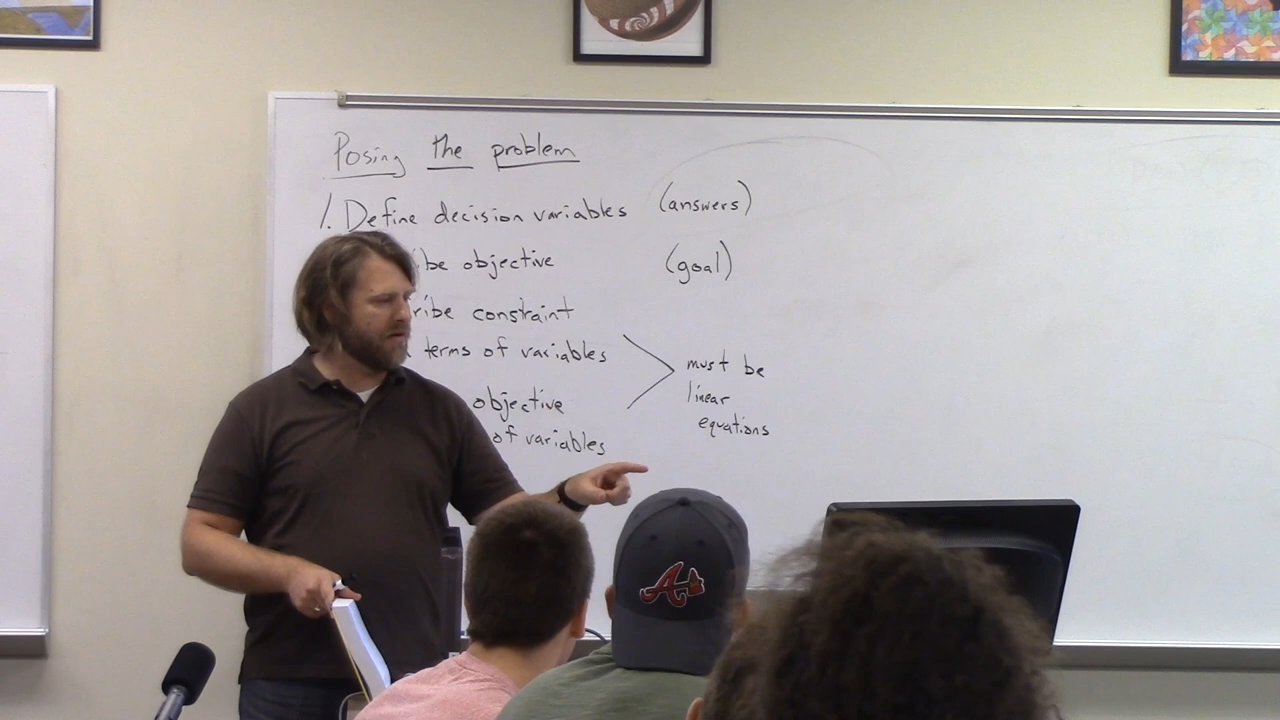 Posing the problem
1. Define decision variables (answers)
ibe objective (goal)
ribe constraint
terms of variables
must be
linear
objective
equations
of variables
A